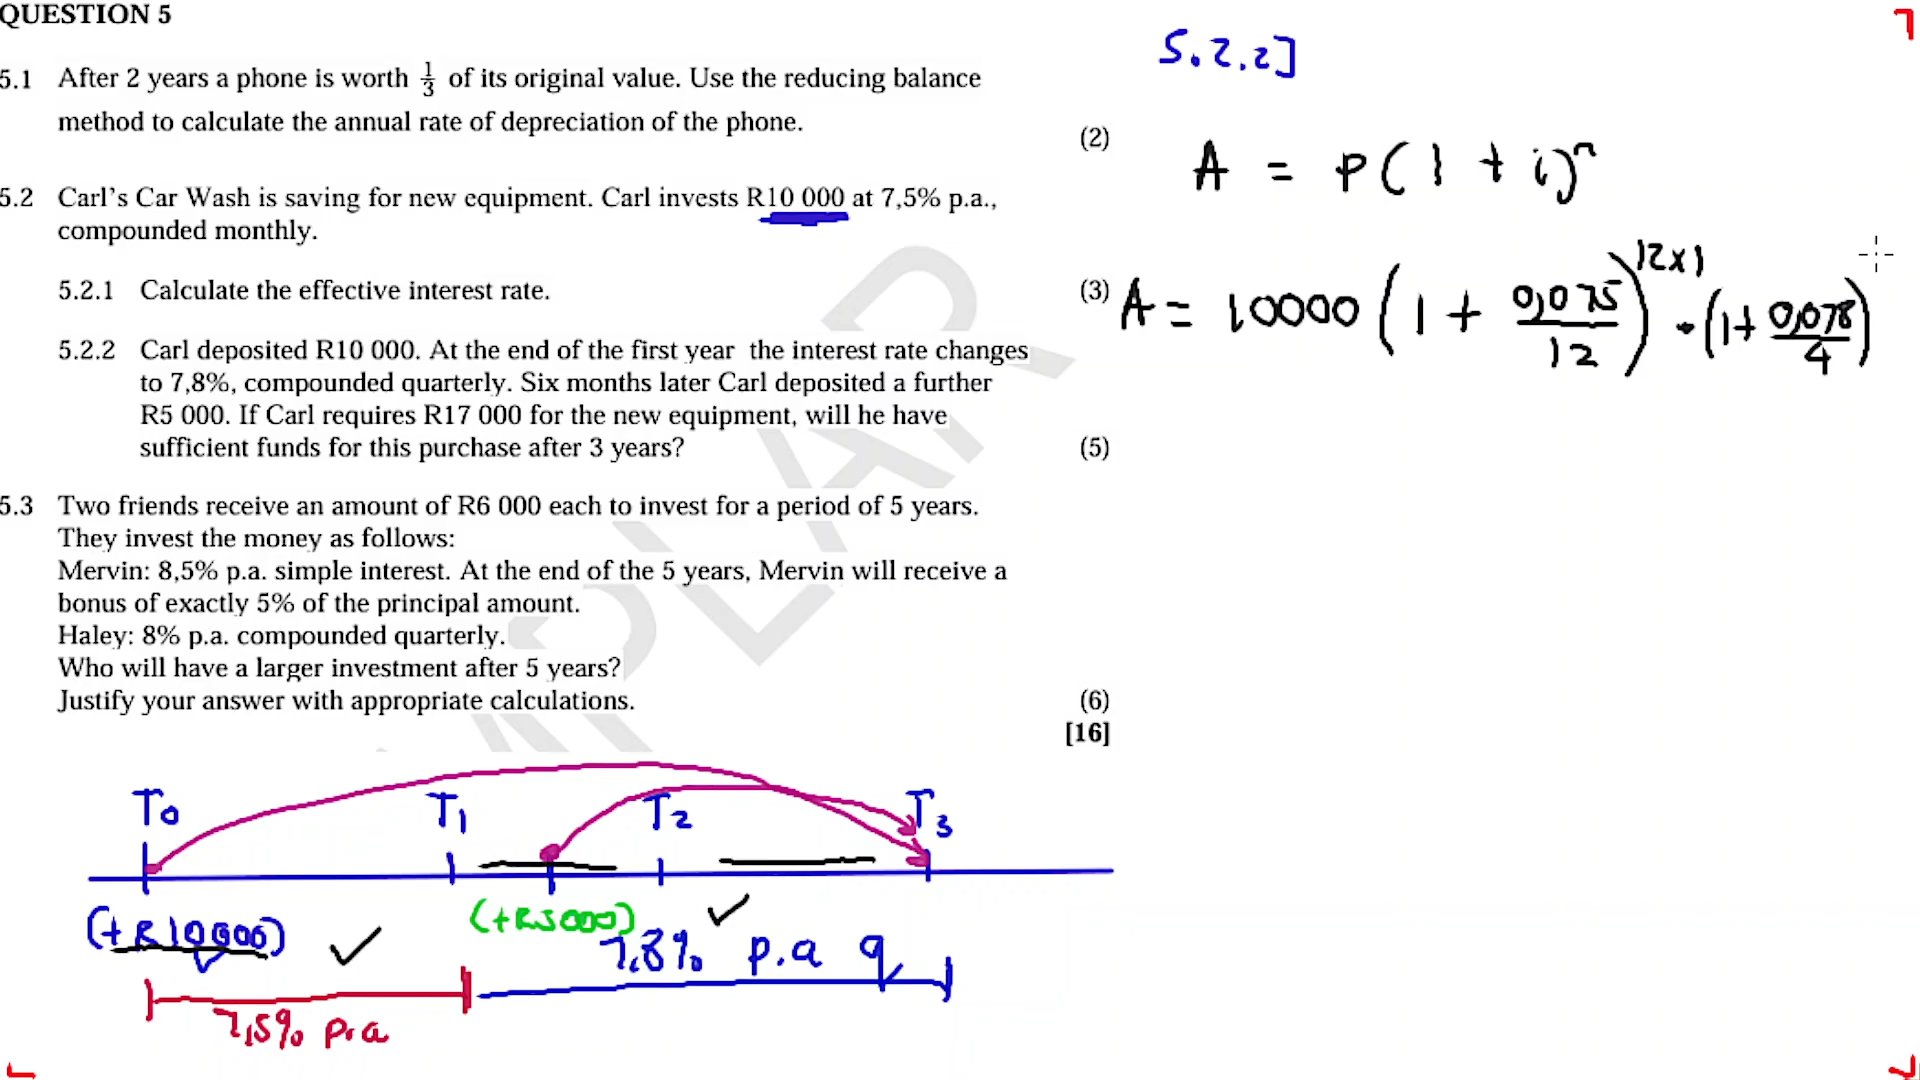 QUESTION 5
5.1 After 2 years a phone is worth 1/3 of its original value. Use the reducing balance
method to calculate the annual rate of depreciation of the phone. (2)
5.2 Carl's Car Wash is saving for new equipment. Carl invests R10 000 at 7,5% p.a.,
compounded monthly.
5.2.1 Calculate the effective interest rate. (3)
5.2.2 Carl deposited R10 000. At the end of the first year the interest rate changes
to 7,8%, compounded quarterly. Six months later Carl deposited a further
R5 000. If Carl requires R17 000 for the new equipment, will he have
sufficient funds for this purchase after 3 years? (5)
5.3 Two friends receive an amount of R6 000 each to invest for a period of 5 years.
They invest the money as follows:
Mervin: 8,5% p.a. simple interest. At the end of the 5 years, Mervin will receive a
bonus of exactly 5% of the principal amount.
Haley: 8% p.a. compounded quarterly.
Who will have a larger investment after 5 years?
Justify your answer with appropriate calculations. (6)
[16]
T0 T1 T2 T3
(+R10000) (+R5000)
7,8% p.a q
7,5% p.a
5.2.2]
A = P(1 + i)^n
A = 10000 (1 + 0,075/12)^12×1 · (1+ 0,078/4)